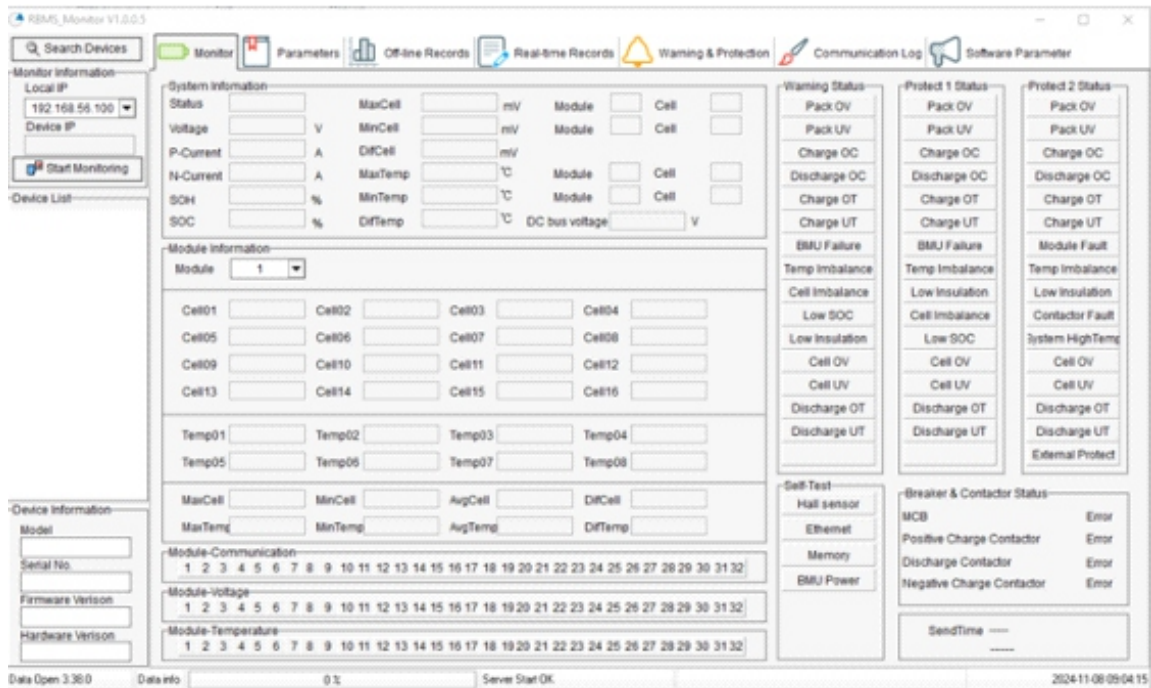 RBMS_Monitor V1.0.0.5
Search Devices
Monitor
Parameters
Off-line Records
Real-time Records
Warning & Protection
Communication Log
Software Parameter
Monitor Information
Local IP
192.168.56.100
Device IP
Start Monitoring
Device List
Device Information
Model
Serial No.
Firmware Verison
Hardware Verison
System Infomation
Status MaxCell mV Module Cell
Voltage V MinCell mV Module Cell
P-Current A DifCell mV
N-Current A MaxTemp ℃ Module Cell
SOH % MinTemp ℃ Module Cell
SOC % DifTemp ℃ DC bus voltage V
Module Information
Module 1
Cell01 Cell02 Cell03 Cell04
Cell05 Cell06 Cell07 Cell08
Cell09 Cell10 Cell11 Cell12
Cell13 Cell14 Cell15 Cell16
Temp01 Temp02 Temp03 Temp04
Temp05 Temp06 Temp07 Temp08
MaxCell MinCell AvgCell DifCell
MaxTemp MinTemp AvgTemp DifTemp
Module-Communication
1 2 3 4 5 6 7 8 9 10 11 12 13 14 15 16 17 18 19 20 21 22 23 24 25 26 27 28 29 30 31 32
Module-Voltage
1 2 3 4 5 6 7 8 9 10 11 12 13 14 15 16 17 18 19 20 21 22 23 24 25 26 27 28 29 30 31 32
Module-Temperature
1 2 3 4 5 6 7 8 9 10 11 12 13 14 15 16 17 18 19 20 21 22 23 24 25 26 27 28 29 30 31 32
Warning Status
Pack OV
Pack UV
Charge OC
Discharge OC
Charge OT
Charge UT
BMU Failure
Temp Imbalance
Cell Imbalance
Low SOC
Low Insulation
Cell OV
Cell UV
Discharge OT
Discharge UT
Protect 1 Status
Pack OV
Pack UV
Charge OC
Discharge OC
Charge OT
Charge UT
BMU Failure
Temp Imbalance
Low Insulation
Cell Imbalance
Low SOC
Cell OV
Cell UV
Discharge OT
Discharge UT
Protect 2 Status
Pack OV
Pack UV
Charge OC
Discharge OC
Charge OT
Charge UT
Module Fault
Temp Imbalance
Low Insulation
Contactor Fault
System HighTemp
Cell OV
Cell UV
Discharge OT
Discharge UT
External Protect
Self-Test
Hall sensor
Ethernet
Memory
BMU Power
Breaker & Contactor Status
MCB Error
Positive Charge Contactor Error
Discharge Contactor Error
Negative Charge Contactor Error
SendTime ----
-----
Data Open 3.38.0 Data info 0 % Server Start OK 2024-11-08 09:04:15